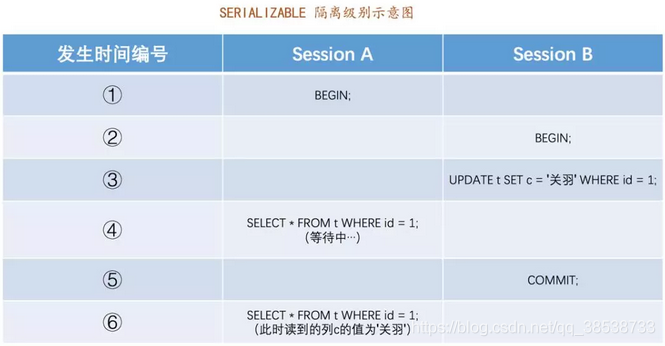 SERIALIZABLE 隔离级别示意图
发生时间编号 Session A Session B
① BEGIN;
② BEGIN;
③ UPDATE t SET c = '关羽' WHERE id = 1;
④ SELECT * FROM t WHERE id = 1;
(等待中…)
⑤ COMMIT;
⑥ SELECT * FROM t WHERE id = 1;
(此时读到的列c的值为'关羽')
https://blog.csdn.net/qq_38538733